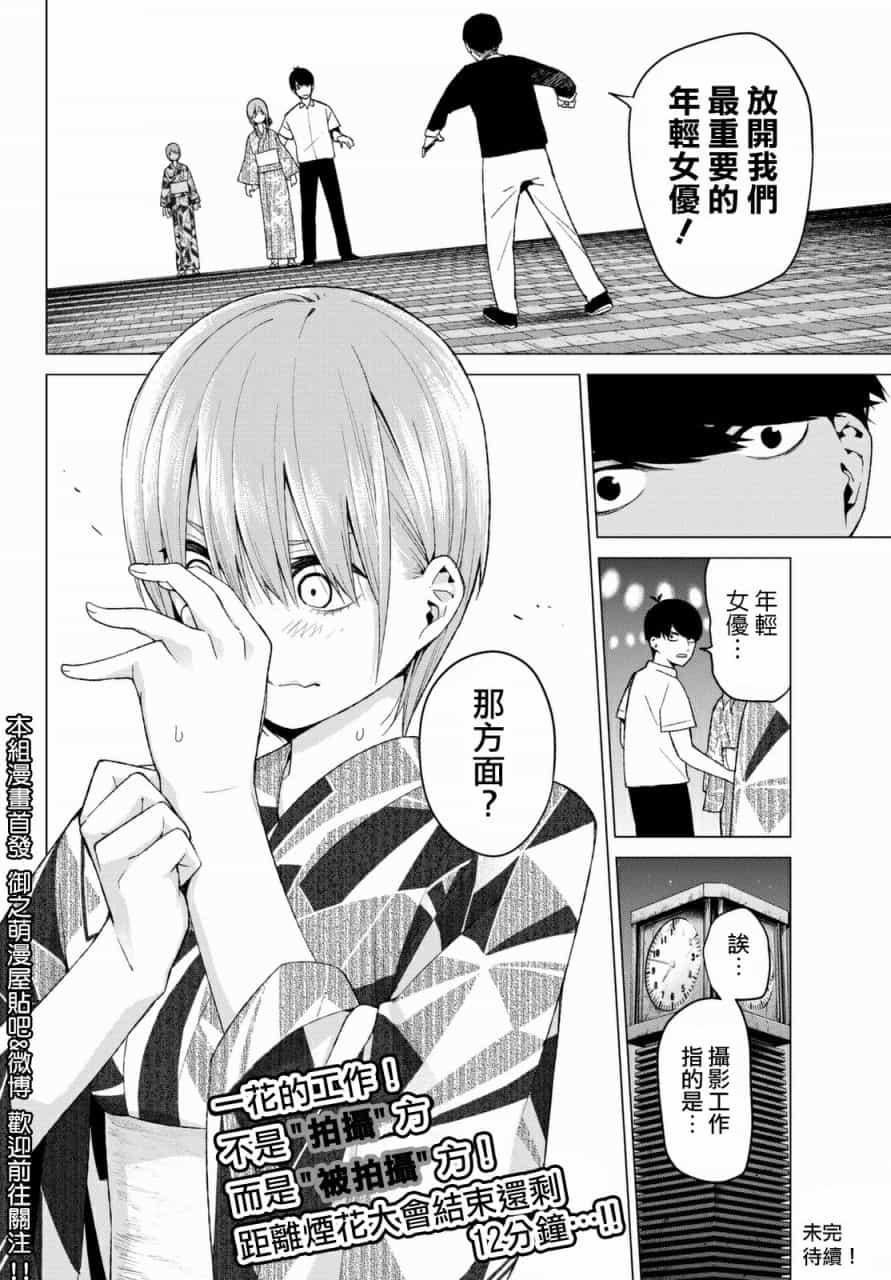 放開我們
最重要的
年輕女優！
年輕
女優…
那方面？
誒…
攝影工作
指的是…
一花的工作！
不是"拍攝"方
而是"被拍攝"方！
距離煙花大會結束還剩
12分鐘…!!
未完
待續！
本組漫畫首發 御之萌漫屋貼吧&微博 歡迎前往關注！！